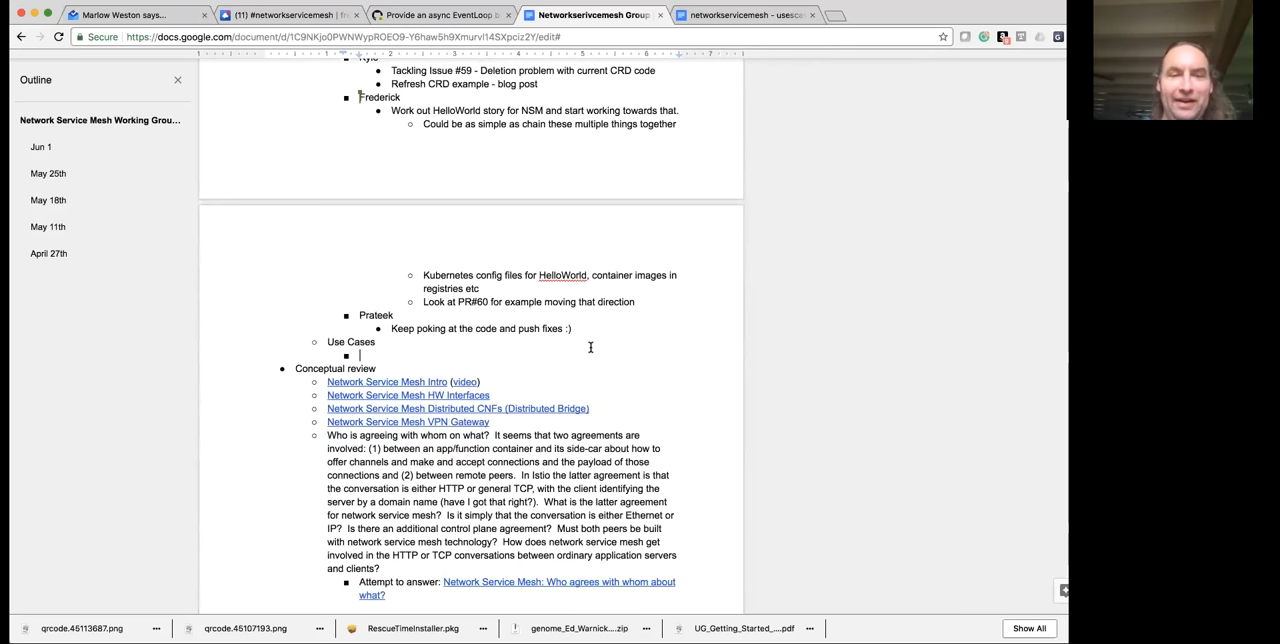 Marlow Weston says...
(11) #networkservicemesh | fr
Provide an async EventLoop b
Networkserivcemesh Group
networkservicemesh - usesca
Secure
https://docs.google.com/document/d/1C9NKjo0PWNWypROEO9-Y6haw5h9Xmurvl14SXpciz2Y/edit#
Outline
Network Service Mesh Working Grou...
Jun 1
May 25th
May 18th
May 11th
April 27th
Kyle
Tackling Issue #59 - Deletion problem with current CRD code
Refresh CRD example - blog post
Frederick
Work out HelloWorld story for NSM and start working towards that.
Could be as simple as chain these multiple things together
Kubernetes config files for HelloWorld, container images in
registries etc
Look at PR#60 for example moving that direction
Prateek
Keep poking at the code and push fixes :)
Use Cases
Conceptual review
Network Service Mesh Intro (video)
Network Service Mesh HW Interfaces
Network Service Mesh Distributed CNFs (Distributed Bridge)
Network Service Mesh VPN Gateway
Who is agreeing with whom on what? It seems that two agreements are
involved: (1) between an app/function container and its side-car about how to
offer channels and make and accept connections and the payload of those
connections and (2) between remote peers. In Istio the latter agreement is that
the conversation is either HTTP or general TCP, with the client identifying the
server by a domain name (have I got that right?). What is the latter agreement
for network service mesh? Is it simply that the conversation is either Ethernet or
IP? Is there an additional control plane agreement? Must both peers be built
with network service mesh technology? How does network service mesh get
involved in the HTTP or TCP conversations between ordinary application servers
and clients?
Attempt to answer: Network Service Mesh: Who agrees with whom about
what?
qrcode.45113687.png
qrcode.45107193.png
RescueTimeInstaller.pkg
genome_Ed_Warnick....zip
UG_Getting_Started_....pdf
Show All